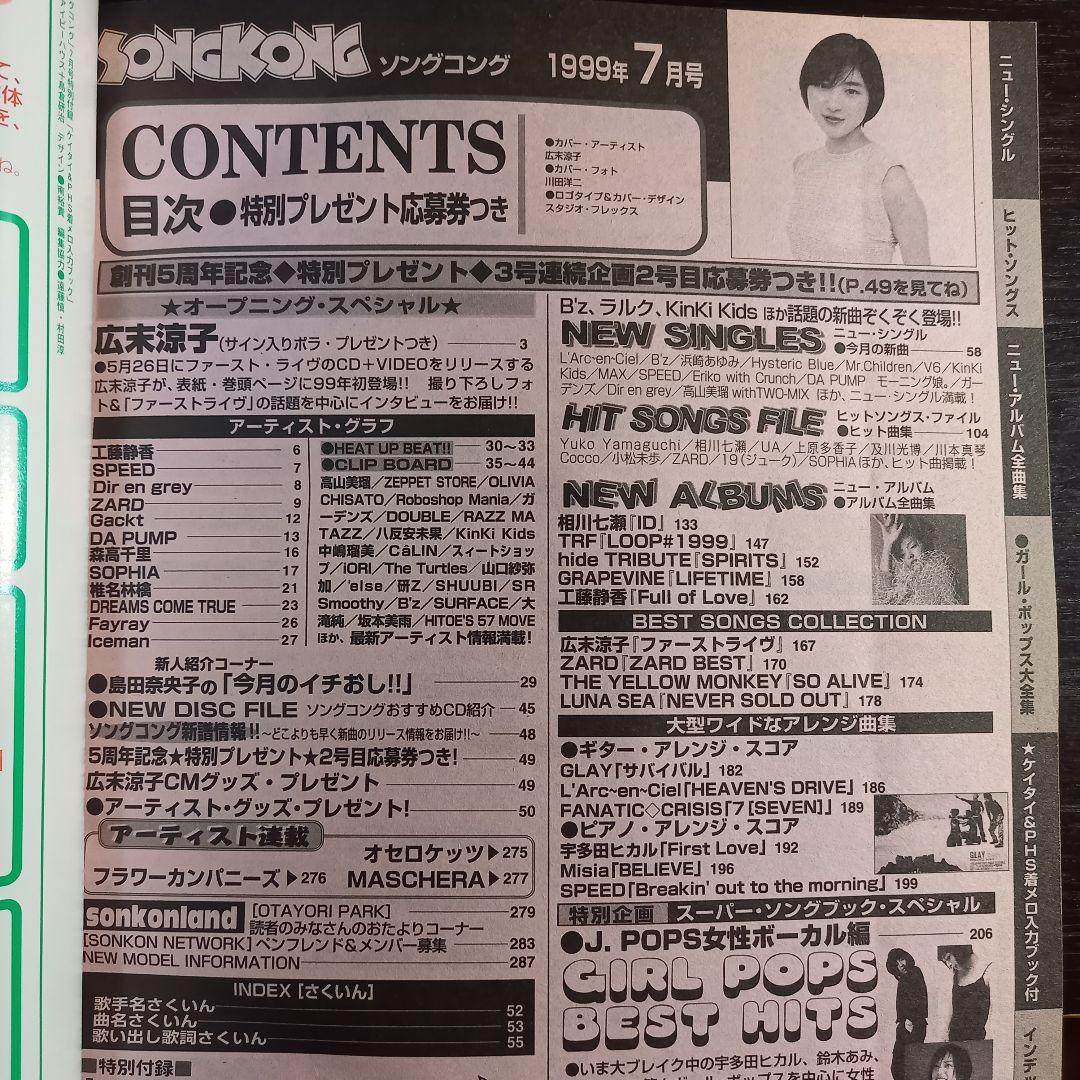 SONGKONG ソングコング 1999年7月号
CONTENTS
目次●特別プレゼント応募券つき
●カバー・アーティスト
広末涼子
●カバー・フォト
川田洋二
●ロゴタイプ&カバー・デザイン
スタジオ・フレックス
創刊5周年記念◆特別プレゼント◆3号連続企画2号目応募券つき!!(P.49を見てね)
★オープニング・スペシャル★
広末涼子(サイン入りポラ・プレゼントつき) 3
●5月26日にファースト・ライヴのCD+VIDEOをリリースする
広末涼子が、表紙・巻頭ページに99年初登場!! 撮り下ろしフォ
ト&「ファーストライヴ」の話題を中心にインタビューをお届け!!
アーティスト・グラフ
工藤静香 6
SPEED 7
Dir en grey 8
ZARD 9
Gackt 12
DA PUMP 13
森高千里 16
SOPHIA 17
椎名林檎 21
DREAMS COME TRUE 23
Fayray 26
Iceman 27
●HEAT UP BEAT!! 30〜33
●CLIP BOARD 35〜44
高山美瑠/ZEPPET STORE/OLIVIA
CHISATO/Roboshop Mania/ガ
ーデンズ/DOUBLE/RAZZ MA
TAZZ/八反安未果/KinKi Kids
中嶋瑠美/CâLIN/スィートショッ
プ/iORI/The Turtles/山口紗弥
加/'else/研Z/SHUUBI/SR
Smoothy/B'z/SURFACE/大
滝純/坂本美雨/HITOE'S 57 MOVE
ほか、最新アーティスト情報満載!
新人紹介コーナー
●島田奈央子の「今月のイチおし!!」 29
●NEW DISC FILE ソングコングおすすめCD紹介 45
ソングコング新譜情報!!〜どこよりも早く新曲のリリース情報をお届け!!〜 48
5周年記念★特別プレゼント★2号目応募券つき! 49
広末涼子CMグッズ・プレゼント 49
●アーティスト・グッズ・プレゼント! 50
アーティスト連載
オセロケッツ▶275
フラワーカンパニーズ▶276 MASCHERA▶277
sonkonland [OTAYORI PARK] 279
読者のみなさんのおたよりコーナー
[SONKON NETWORK]ペンフレンド&メンバー募集 283
NEW MODEL INFORMATION 287
INDEX [さくいん]
歌手名さくいん 52
曲名さくいん 53
歌い出し歌詞さくいん 55
■特別付録■
B'z、ラルク、KinKi Kids ほか話題の新曲ぞくぞく登場!!
NEW SINGLES ニュー・シングル
●今月の新曲 58
L'Arc-en-Ciel/B'z/浜崎あゆみ/Hysteric Blue/Mr.Children/V6/KinKi
Kids/MAX/SPEED/Eriko with Crunch/DA PUMP モーニング娘。/ガー
デンズ/Dir en grey/高山美瑠withTWO-MIX ほか、ニュー・シングル満載!
HIT SONGS FILE ヒットソングス・ファイル
●ヒット曲集 104
Yuko Yamaguchi/相川七瀬/UA/上原多香子/及川光博/川本真琴
Cocco/小松未歩/ZARD/19(ジューク)/SOPHIAほか、ヒット曲掲載!
NEW ALBUMS ニュー・アルバム
●アルバム全曲集
相川七瀬『ID』 133
TRF『LOOP#1999』 147
hide TRIBUTE『SPIRITS』 152
GRAPEVINE『LIFETIME』 158
工藤静香『Full of Love』 162
BEST SONGS COLLECTION
広末涼子『ファーストライヴ』 167
ZARD『ZARD BEST』 170
THE YELLOW MONKEY『SO ALIVE』 174
LUNA SEA『NEVER SOLD OUT』 178
大型ワイドなアレンジ曲集
●ギター・アレンジ・スコア
GLAY「サバイバル」 182
L'Arc~en~Ciel「HEAVEN'S DRIVE」 186
FANATIC◇CRISIS「7 [SEVEN]」 189
●ピアノ・アレンジ・スコア
宇多田ヒカル「First Love」 192
Misia「BELIEVE」 196
SPEED「Breakin' out to the morning」 199
GLAY
特別企画 スーパー・ソングブック・スペシャル
●J. POPS女性ボーカル編 206
GIRL POPS
BEST HITS
●いま大ブレイク中の宇多田ヒカル、鈴木あみ、
ニュー・シングル
ヒット・ソングス
ニュー・アルバム全曲集
●ガール・ポップス大全集
★ケイタイ&PHS着メロ入力ブック付
インデ